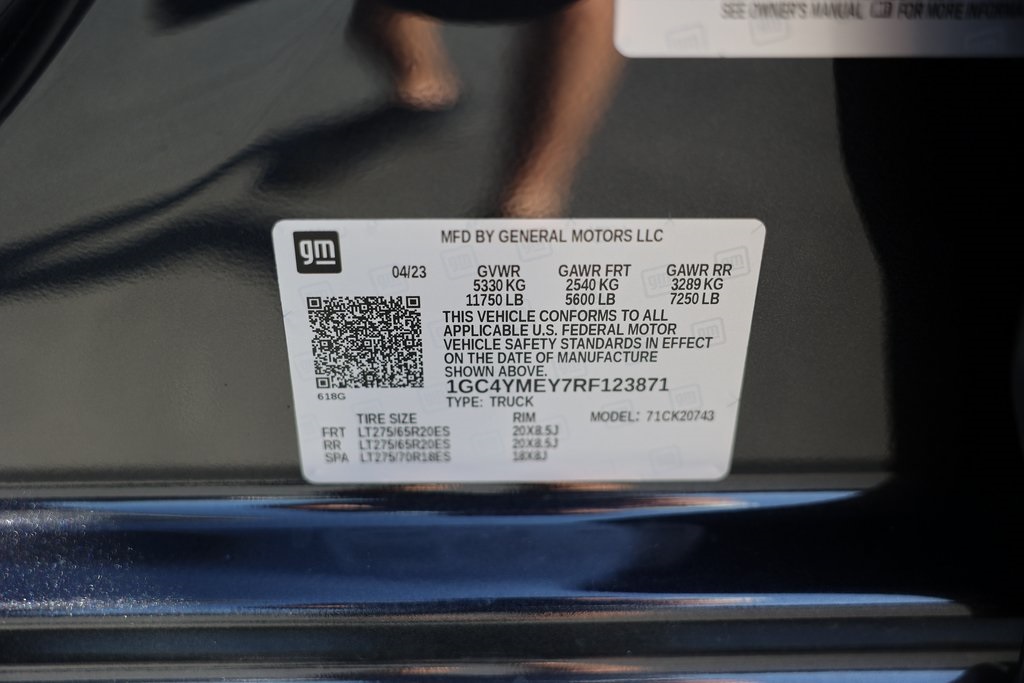 SEE OWNER'S MANUAL FOR MORE
gm
MFD BY GENERAL MOTORS LLC
04/23 GVWR GAWR FRT GAWR RR
5330 KG 2540 KG 3289 KG
11750 LB 5600 LB 7250 LB
THIS VEHICLE CONFORMS TO ALL
APPLICABLE U.S. FEDERAL MOTOR
VEHICLE SAFETY STANDARDS IN EFFECT
ON THE DATE OF MANUFACTURE
SHOWN ABOVE.
618G
1GC4YMEY7RF123871
TYPE: TRUCK
TIRE SIZE RIM MODEL: 71CK20743
FRT LT275/65R20ES 20X8.5J
RR LT275/65R20ES 20X8.5J
SPA LT275/70R18ES 18X8J